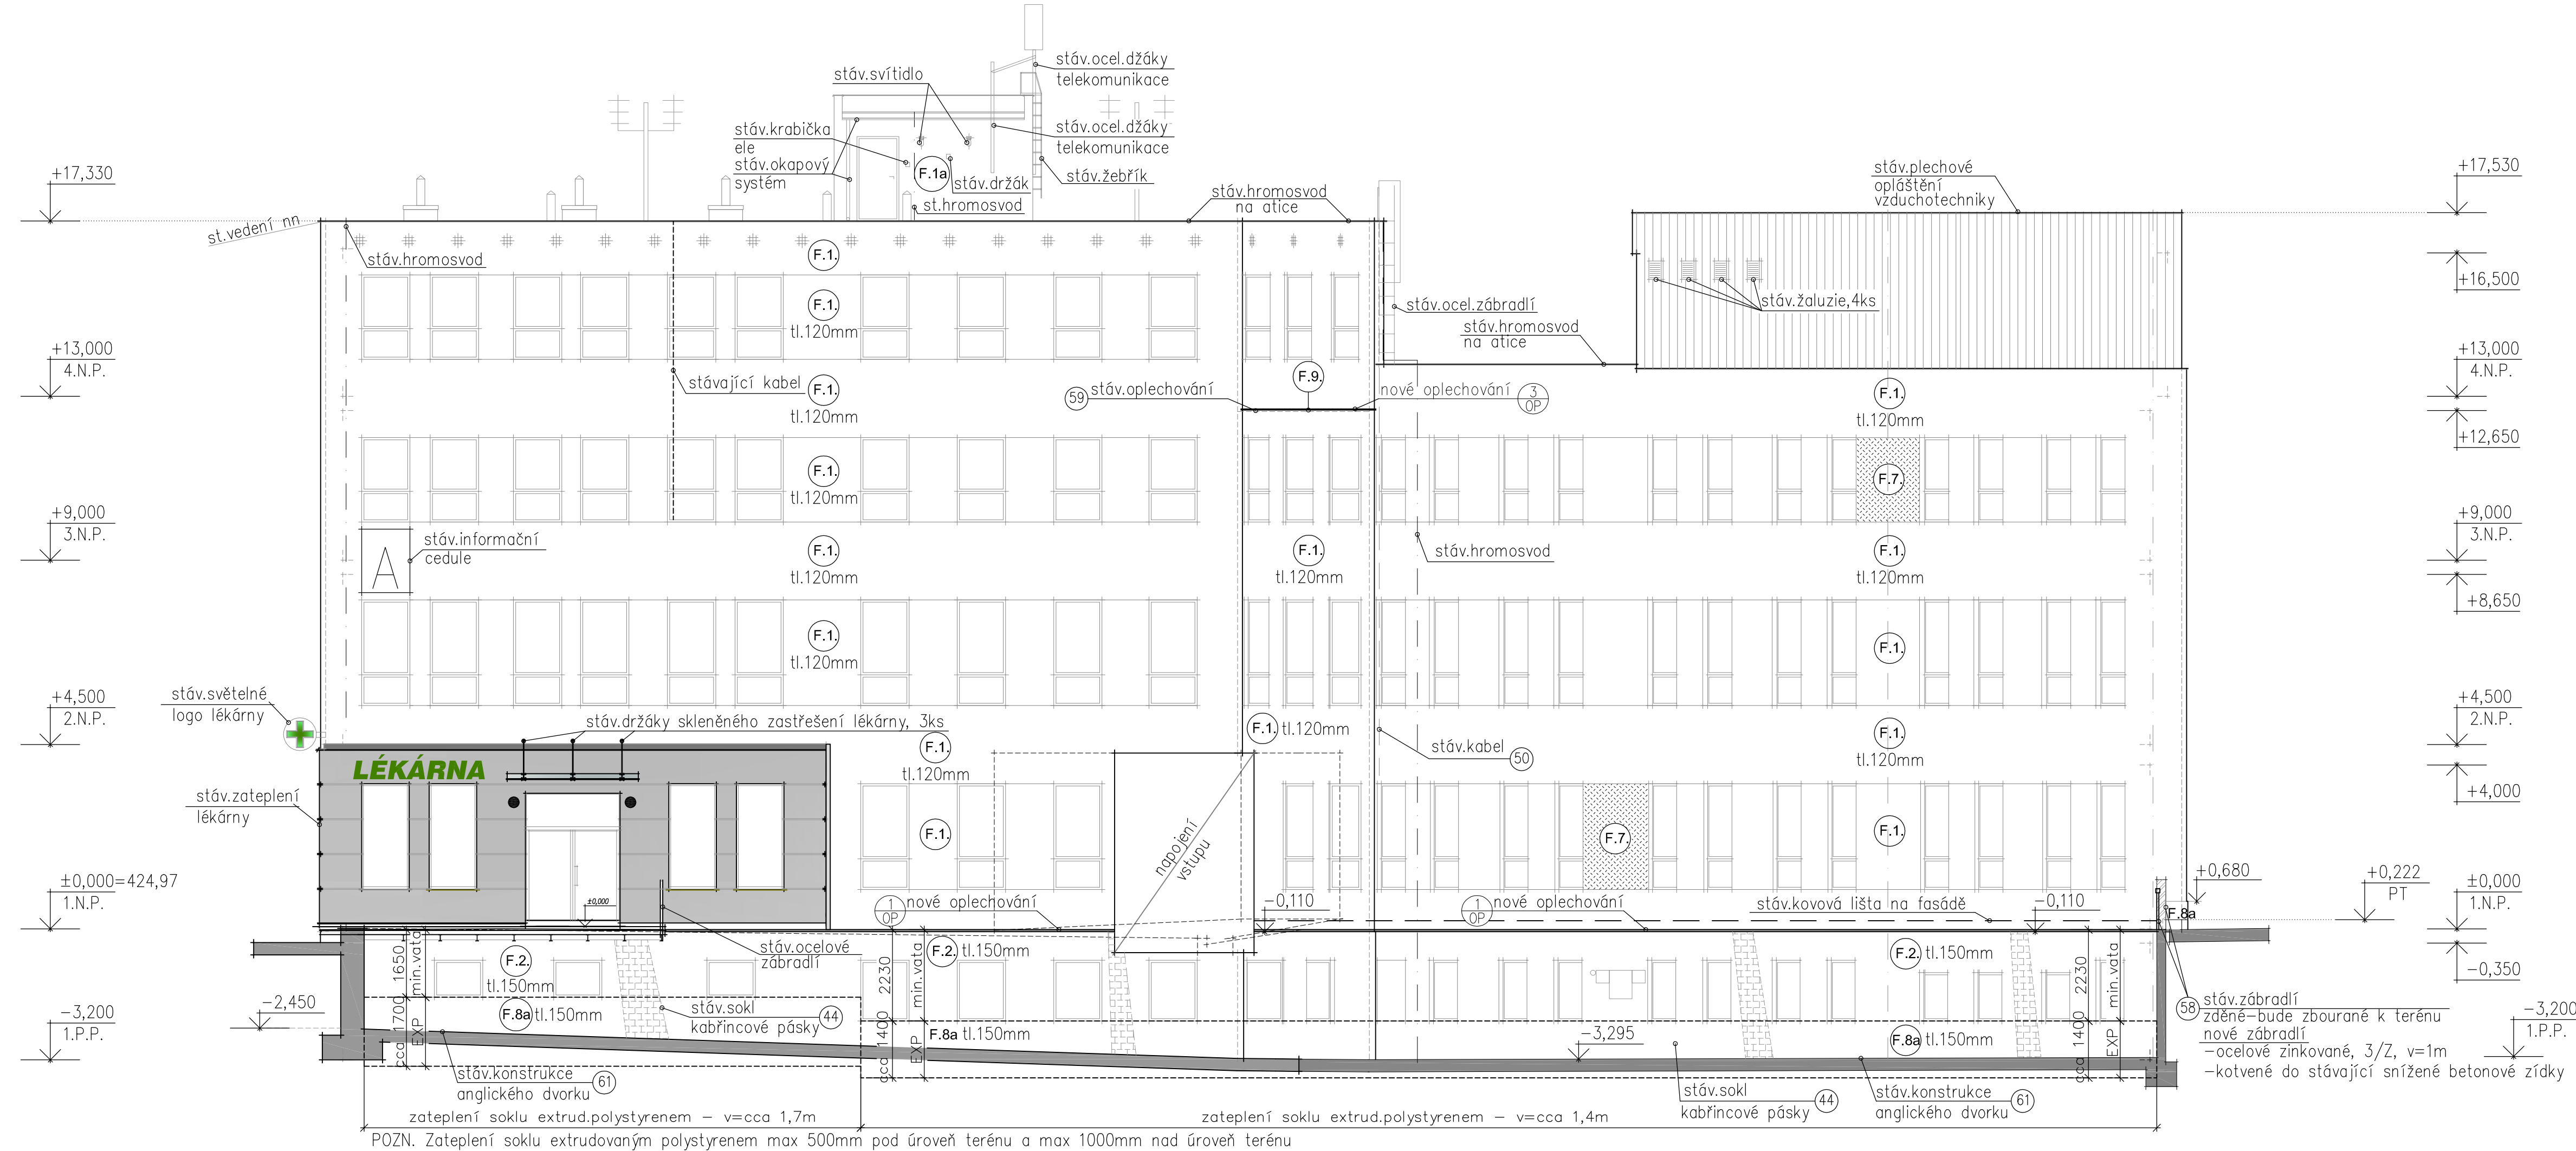 stáv.ocel.džáky
telekomunikace
stáv.svítidlo
stáv.krabička
ele
stáv.okapový
systém
F.1a
stáv.držák
st.hromosvod
stáv.ocel.džáky
telekomunikace
stáv.žebřík
stáv.hromosvod
na atice
stáv.plechové
opláštění
vzduchotechniky
+17,330
+17,530
st.vedení nn
stáv.hromosvod
F.1.
F.1.
tl.120mm
+16,500
stáv.žaluzie,4ks
stáv.ocel.zábradlí
stáv.hromosvod
na atice
+13,000
4.N.P.
+13,000
4.N.P.
stávající kabel
F.1.
tl.120mm
F.9.
59
stáv.oplechování
nové oplechování
3
OP
F.1.
tl.120mm
+12,650
F.1.
tl.120mm
F.7.
+9,000
3.N.P.
+9,000
3.N.P.
A
stáv.informační
cedule
F.1.
tl.120mm
F.1.
tl.120mm
stáv.hromosvod
F.1.
tl.120mm
+8,650
F.1.
tl.120mm
F.1.
+4,500
2.N.P.
+4,500
2.N.P.
stáv.světelné
logo lékárny
stáv.držáky skleněného zastřešení lékárny, 3ks
F.1.
tl.120mm
F.1.
tl.120mm
stáv.kabel
50
F.1.
tl.120mm
LÉKÁRNA
+4,000
stáv.zateplení
lékárny
F.1.
napojení
vstupu
F.7.
F.1.
±0,000=424,97
1.N.P.
±0,000
1
OP
nové oplechování
-0,110
1
OP
nové oplechování
stáv.kovová lišta na fasádě
-0,110
+0,680
F.8a
+0,222
PT
±0,000
1.N.P.
stáv.ocelové
zábradlí
F.2.
tl.150mm
F.2.
tl.150mm
F.2.
tl.150mm
1650
min.vata
2230
min.vata
2230
min.vata
-0,350
-2,450
-3,200
1.P.P.
cca 1700
EXP
F.8a
tl.150mm
stáv.sokl
kabřincové pásky
44
cca 1400
EXP
F.8a
tl.150mm
-3,295
F.8a
tl.150mm
cca 1400
EXP
58
stáv.zábradlí
zděné-bude zbourané k terénu
nové zábradlí
-ocelové zinkované, 3/Z, v=1m
-kotvené do stávající snížené betonové zídky
-3,200
1.P.P.
stáv.konstrukce
anglického dvorku
61
stáv.sokl
kabřincové pásky
44
stáv.konstrukce
anglického dvorku
61
zateplení soklu extrud.polystyrenem - v=cca 1,7m
zateplení soklu extrud.polystyrenem - v=cca 1,4m
POZN. Zateplení soklu extrudovaným polystyrenem max 500mm pod úroveň terénu a max 1000mm nad úroveň terénu